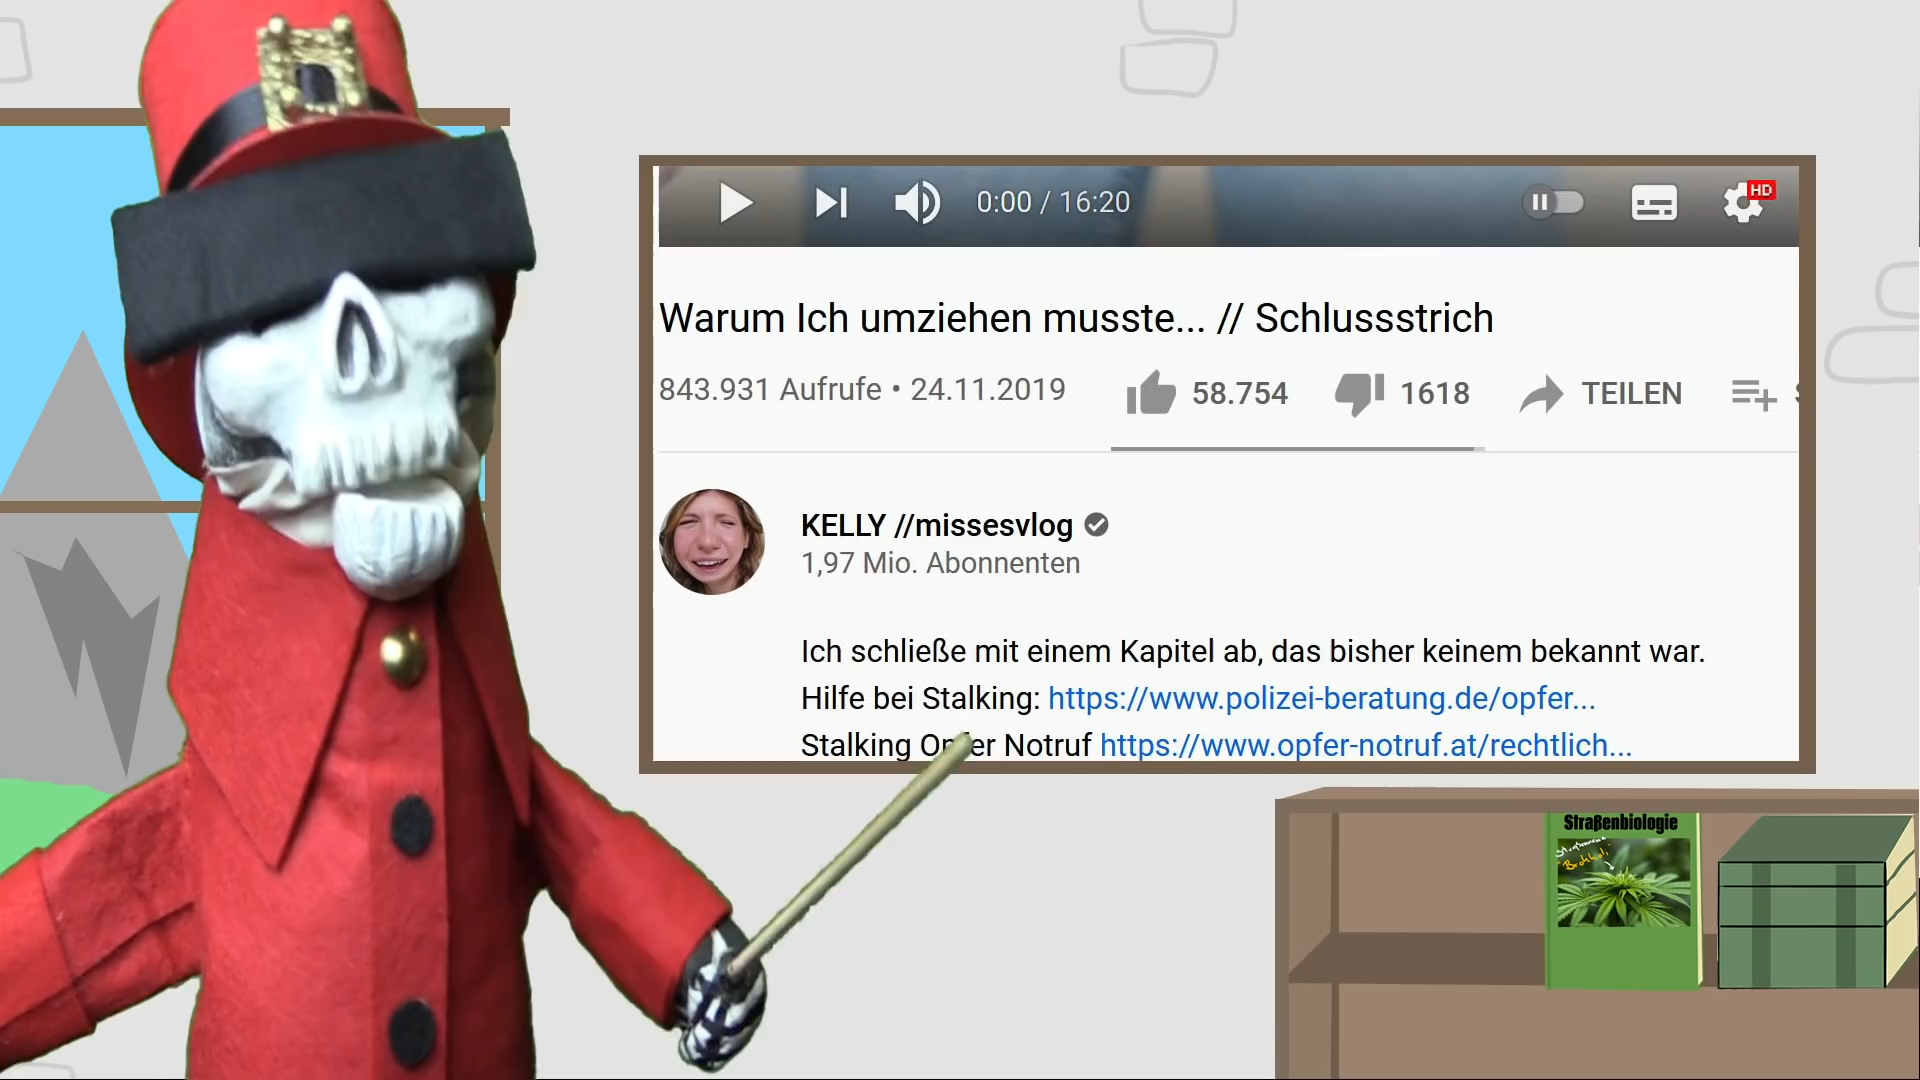 0:00 / 16:20
HD
Warum Ich umziehen musste... // Schlussstrich
843.931 Aufrufe • 24.11.2019
58.754
1618
TEILEN
KELLY //missesvlog
1,97 Mio. Abonnenten
Ich schließe mit einem Kapitel ab, das bisher keinem bekannt war.
Hilfe bei Stalking: https://www.polizei-beratung.de/opfer...
Stalking Opfer Notruf https://www.opfer-notruf.at/rechtlich...
Straßenbiologie
Brokkoli